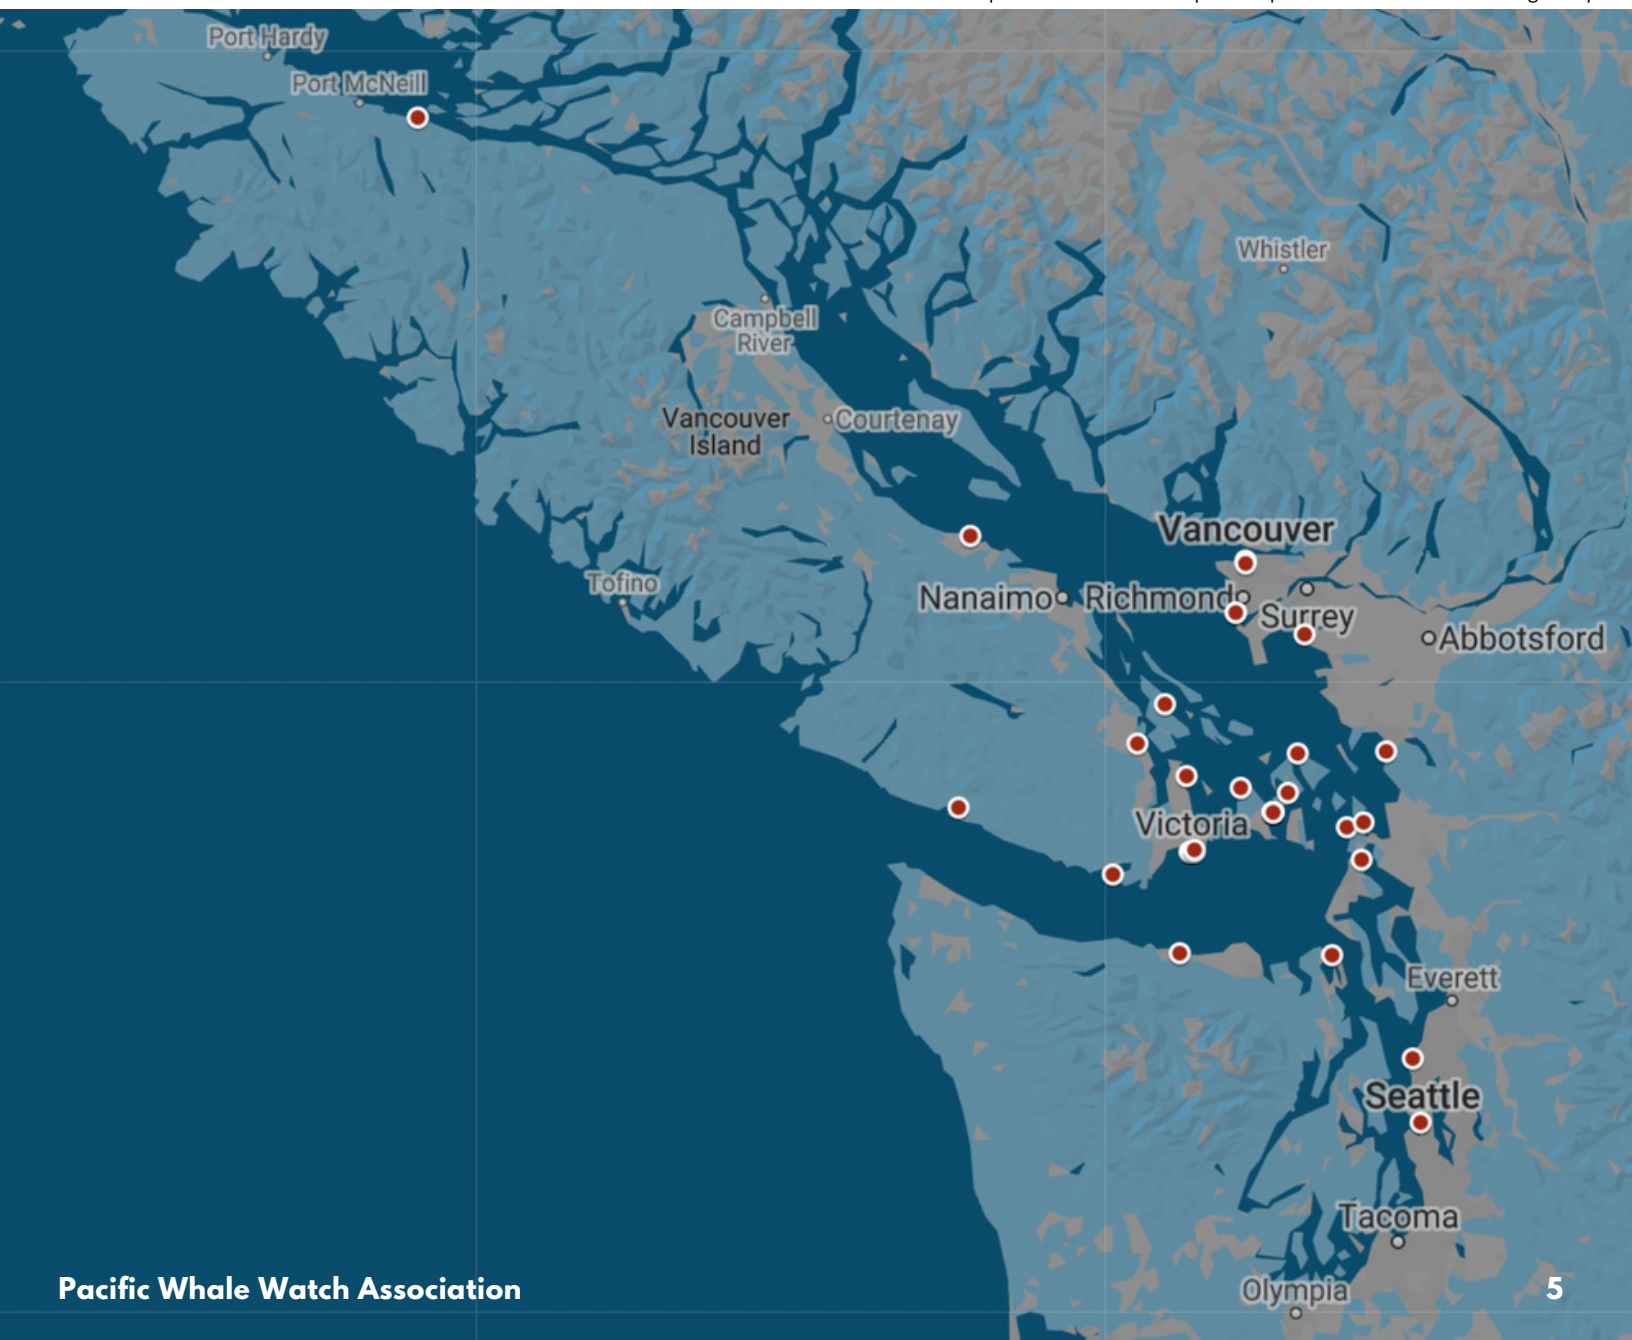 Port Hardy
Port McNeill
Whistler
Campbell
River
Vancouver
Island
Courtenay
Vancouver
Tofino
Nanaimo
Richmond
Surrey
Abbotsford
Victoria
Everett
Seattle
Tacoma
Olympia
Pacific Whale Watch Association
5